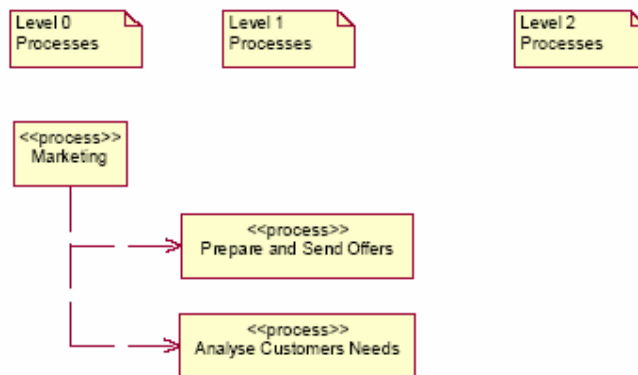 Level 0
Processes
Level 1
Processes
Level 2
Processes
<<process>>
Marketing
<<process>>
Prepare and Send Offers
<<process>>
Analyse Customers Needs